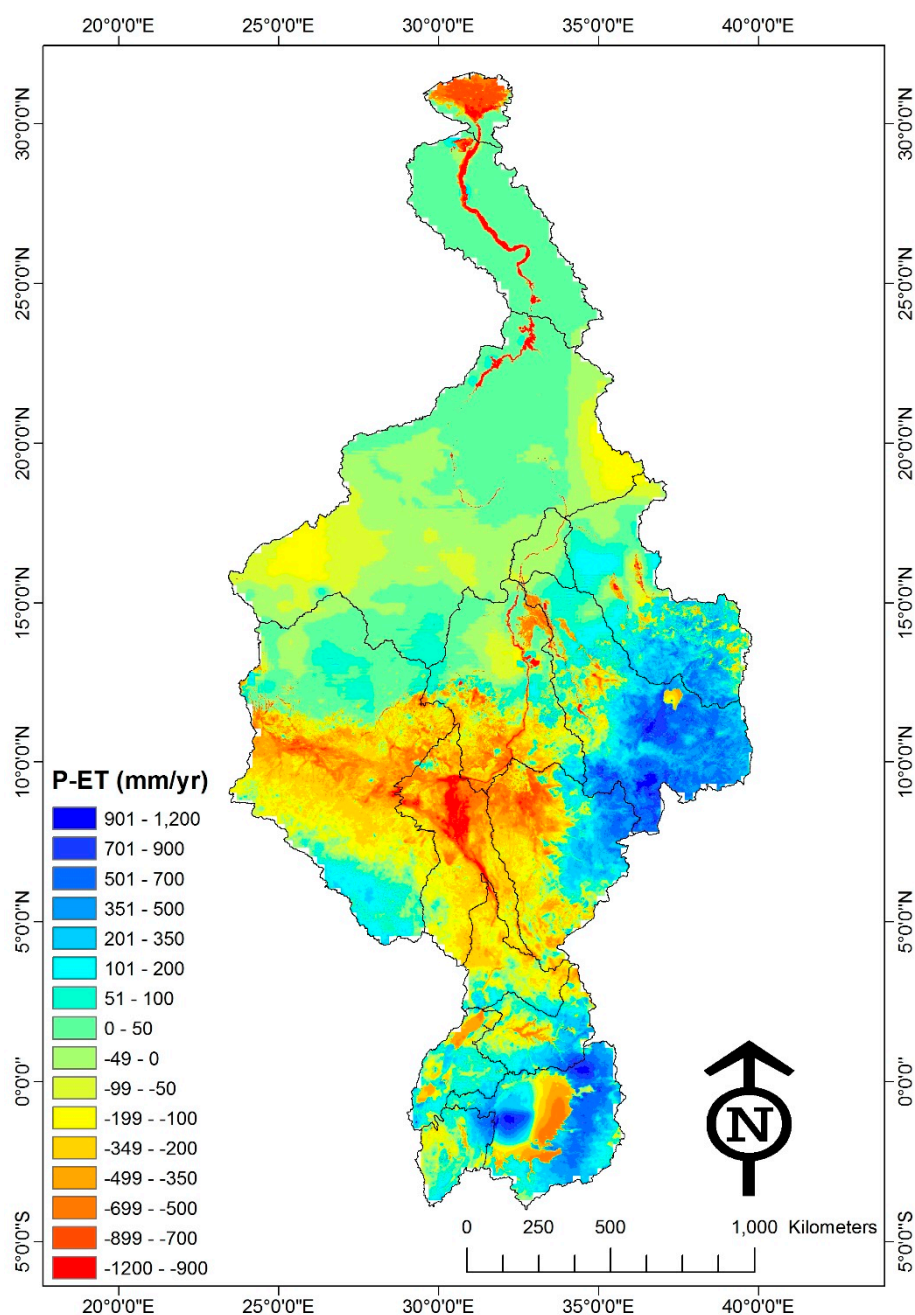 20°0'0"E 25°0'0"E 30°0'0"E 35°0'0"E 40°0'0"E
30°0'0"N 30°0'0"N
25°0'0"N 25°0'0"N
20°0'0"N 20°0'0"N
15°0'0"N 15°0'0"N
10°0'0"N 10°0'0"N
5°0'0"N 5°0'0"N
0°0'0" 0°0'0"
5°0'0"S 5°0'0"S
P-ET (mm/yr)
901 - 1,200
701 - 900
501 - 700
351 - 500
201 - 350
101 - 200
51 - 100
0 - 50
-49 - 0
-99 - -50
-199 - -100
-349 - -200
-499 - -350
-699 - -500
-899 - -700
-1200 - -900
N
0 250 500 1,000 Kilometers
20°0'0"E 25°0'0"E 30°0'0"E 35°0'0"E 40°0'0"E